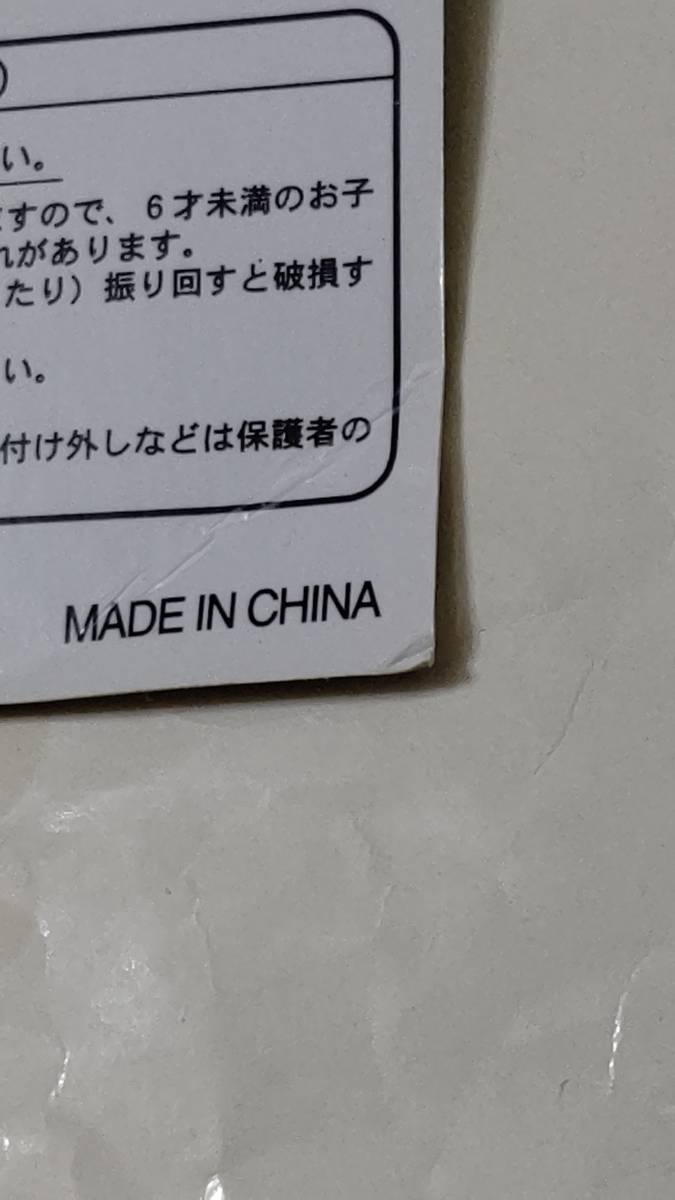 ）
い。
ますので、６才未満のお子
れがあります。
たり）振り回すと破損す
い。
付け外しなどは保護者の
MADE IN CHINA